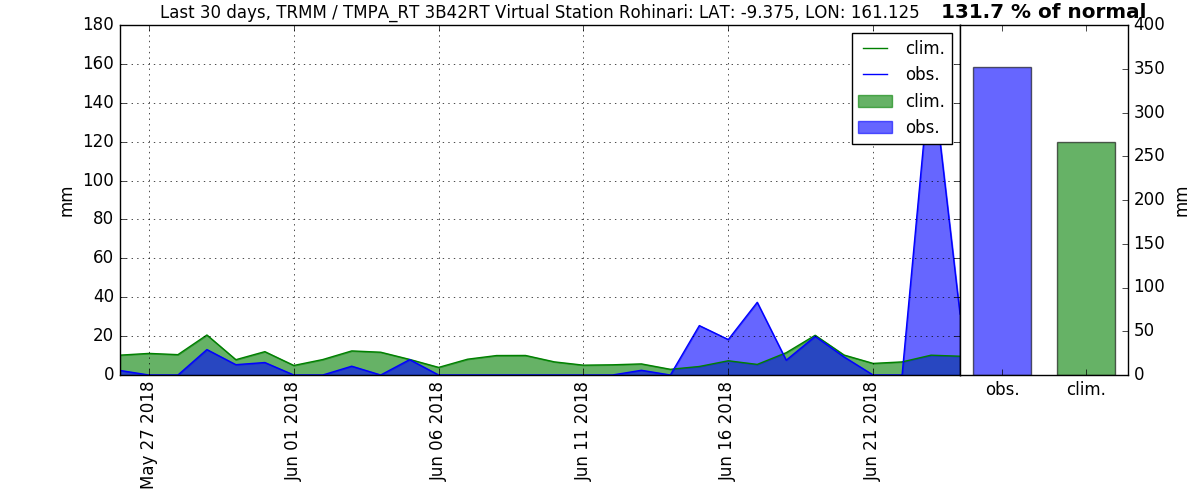 Last 30 days, TRMM / TMPA_RT 3B42RT Virtual Station Rohinari: LAT: -9.375, LON: 161.125
131.7 % of normal
180
160
140
120
100
80
60
40
20
0
mm
clim.
obs.
clim.
obs.
400
350
300
250
200
150
100
50
0
mm
May 27 2018
Jun 01 2018
Jun 06 2018
Jun 11 2018
Jun 16 2018
Jun 21 2018
obs.
clim.